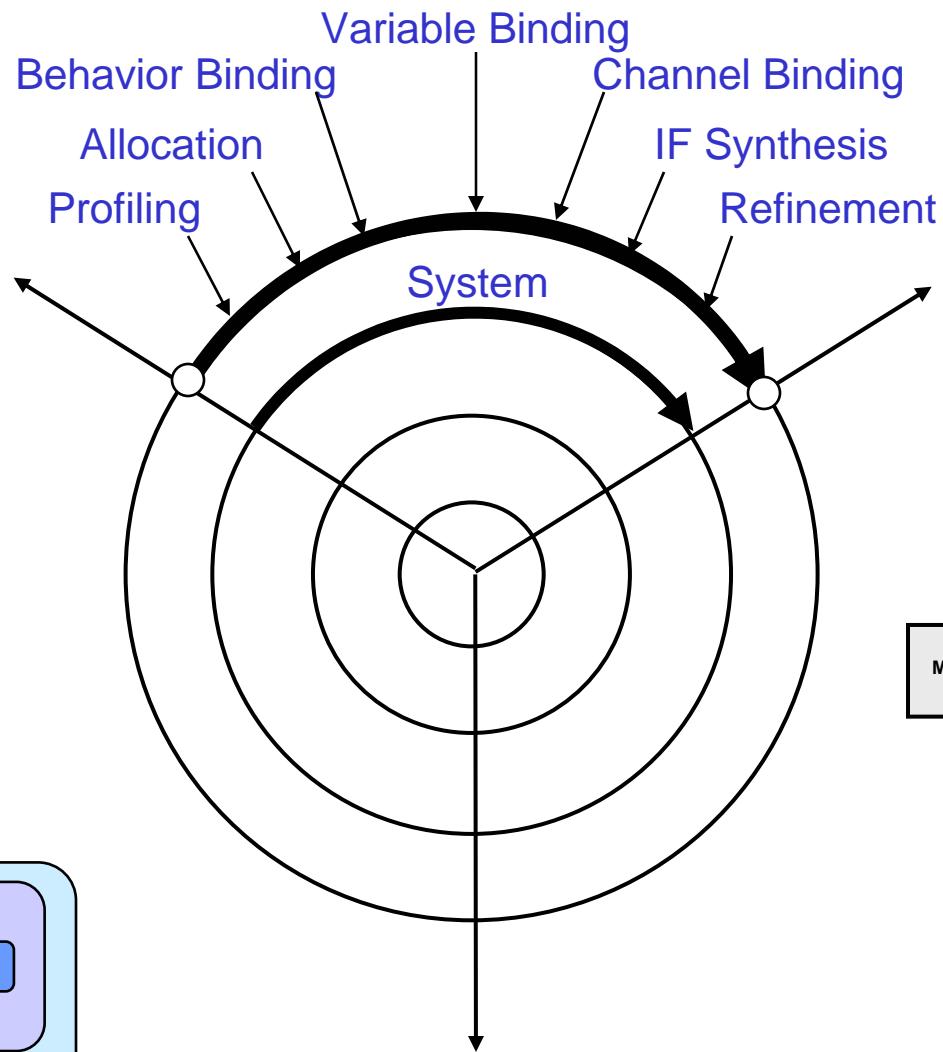 Variable Binding
Behavior Binding
Channel Binding
Allocation
IF Synthesis
Profiling
Refinement
System
M